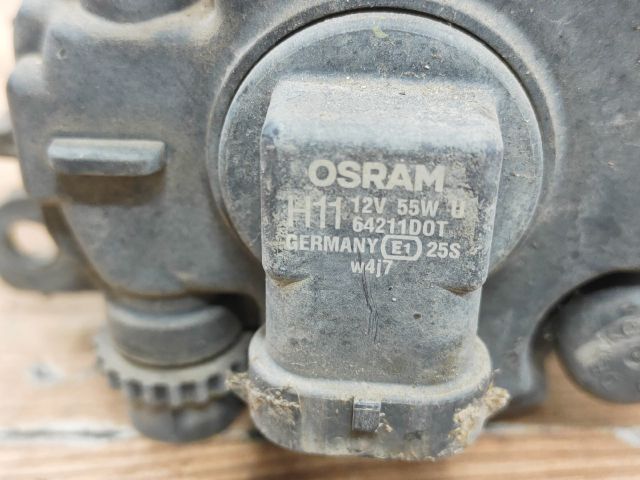 OSRAM
H11 12V 55W U
64211DOT
GERMANY E1 25S
w4j7